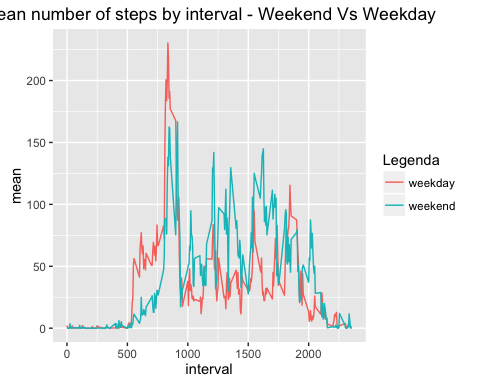 ean number of steps by interval - Weekend Vs Weekday
200
150
100
50
0
mean
0 500 1000 1500 2000
interval
Legenda
weekday
weekend